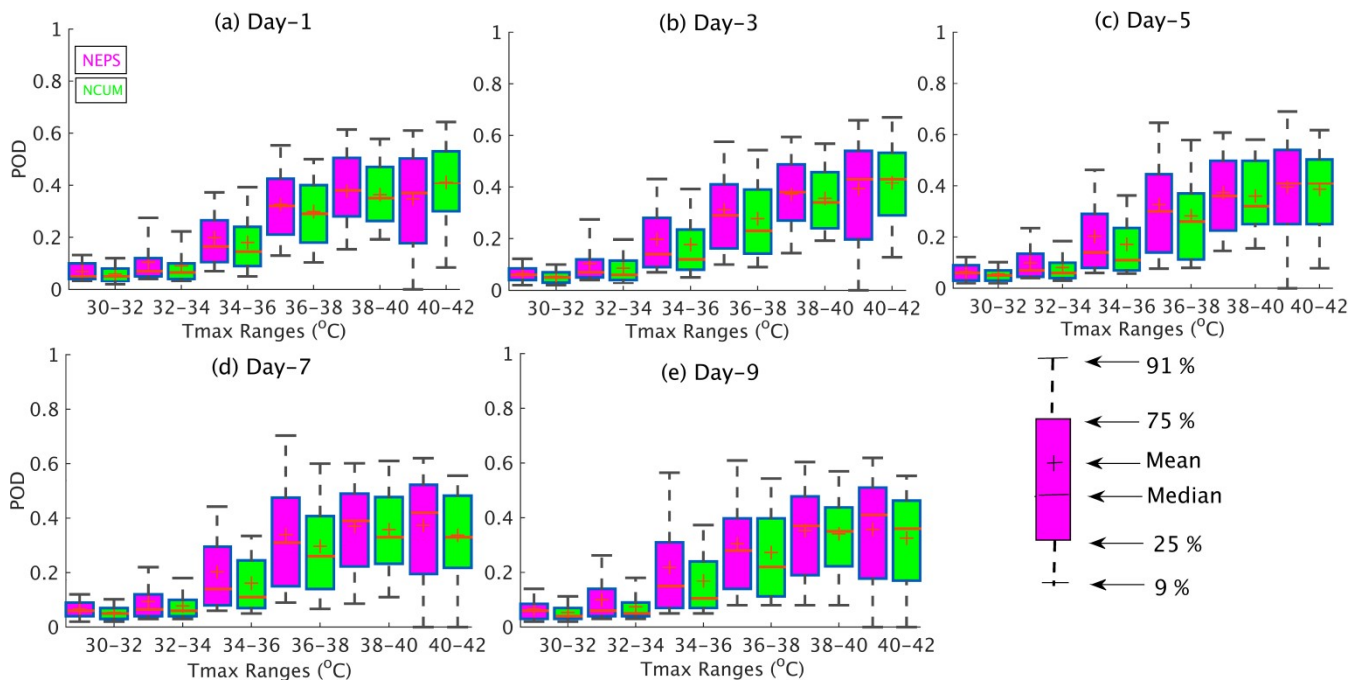 (a) Day-1
NEPS
NCUM
POD
1
0.8
0.6
0.4
0.2
0
30-32 32-34 34-36 36-38 38-40 40-42
Tmax Ranges (°C)
(b) Day-3
1
0.8
0.6
0.4
0.2
0
30-32 32-34 34-36 36-38 38-40 40-42
Tmax Ranges (°C)
(c) Day-5
1
0.8
0.6
0.4
0.2
0
30-32 32-34 34-36 36-38 38-40 40-42
Tmax Ranges (°C)
(d) Day-7
POD
1
0.8
0.6
0.4
0.2
0
30-32 32-34 34-36 36-38 38-40 40-42
Tmax Ranges (°C)
(e) Day-9
1
0.8
0.6
0.4
0.2
0
30-32 32-34 34-36 36-38 38-40 40-42
Tmax Ranges (°C)
91 %
75 %
Mean
Median
25 %
9 %